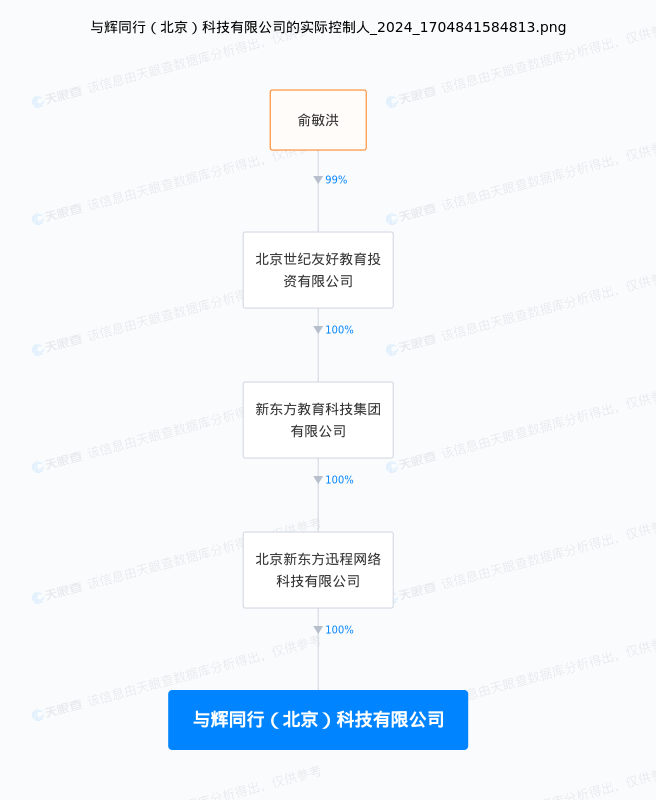 与辉同行（北京）科技有限公司的实际控制人_2024_1704841584813.png
天眼查 该信息由天眼查数据库分析得出，仅供参考
俞敏洪
99%
北京世纪友好教育投
资有限公司
100%
新东方教育科技集团
有限公司
100%
北京新东方迅程网络
科技有限公司
100%
与辉同行（北京）科技有限公司